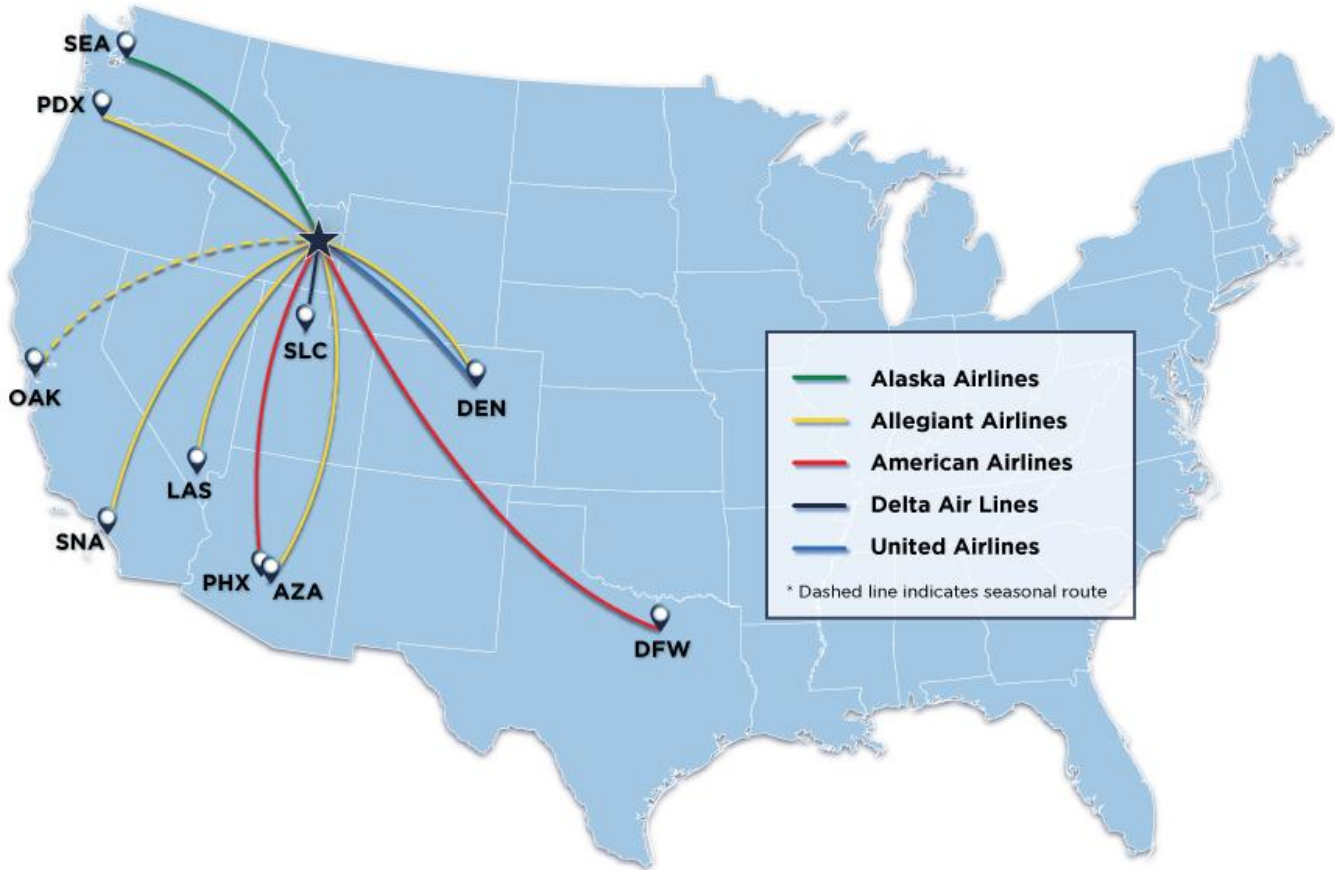 SEA
PDX
SLC
OAK
DEN
LAS
SNA
PHX
AZA
DFW
Alaska Airlines
Allegiant Airlines
American Airlines
Delta Air Lines
United Airlines
* Dashed line indicates seasonal route